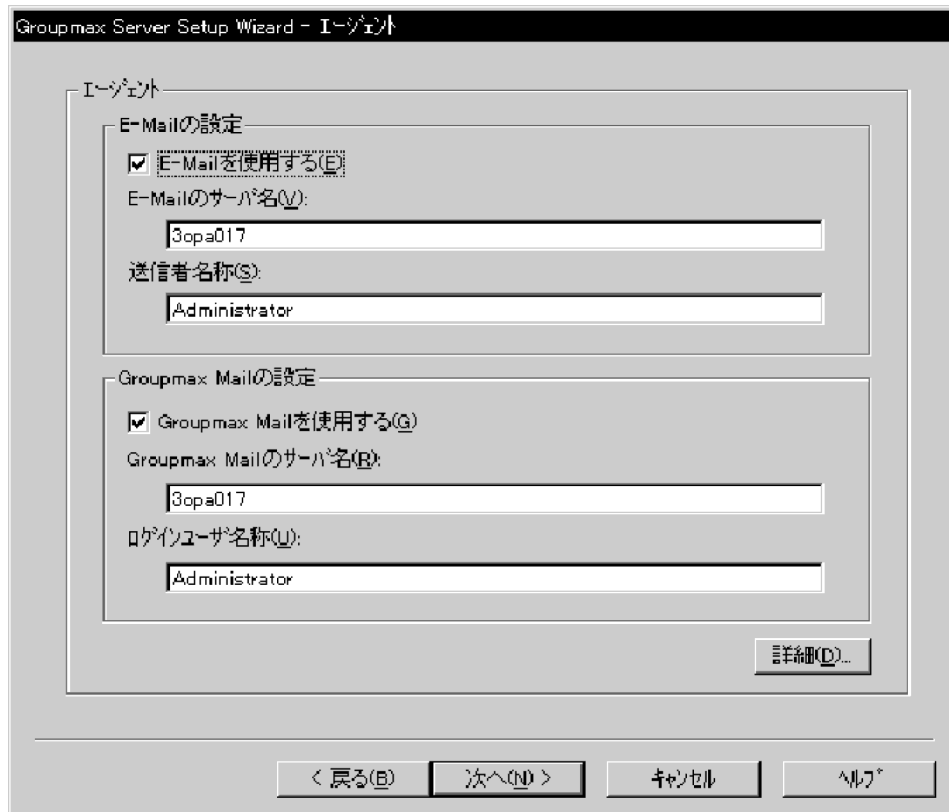 Groupmax Server Setup Wizard - エージェント
エージェント
E-Mailの設定
E-Mailを使用する(E)
E-Mailのサーバ名(V):
3opa017
送信者名称(S):
Administrator
Groupmax Mailの設定
Groupmax Mailを使用する(G)
Groupmax Mailのサーバ名(R):
3opa017
ログインユーザ名称(U):
Administrator
詳細(D)...
< 戻る(B) 次へ(N) > キャンセル ヘルプ